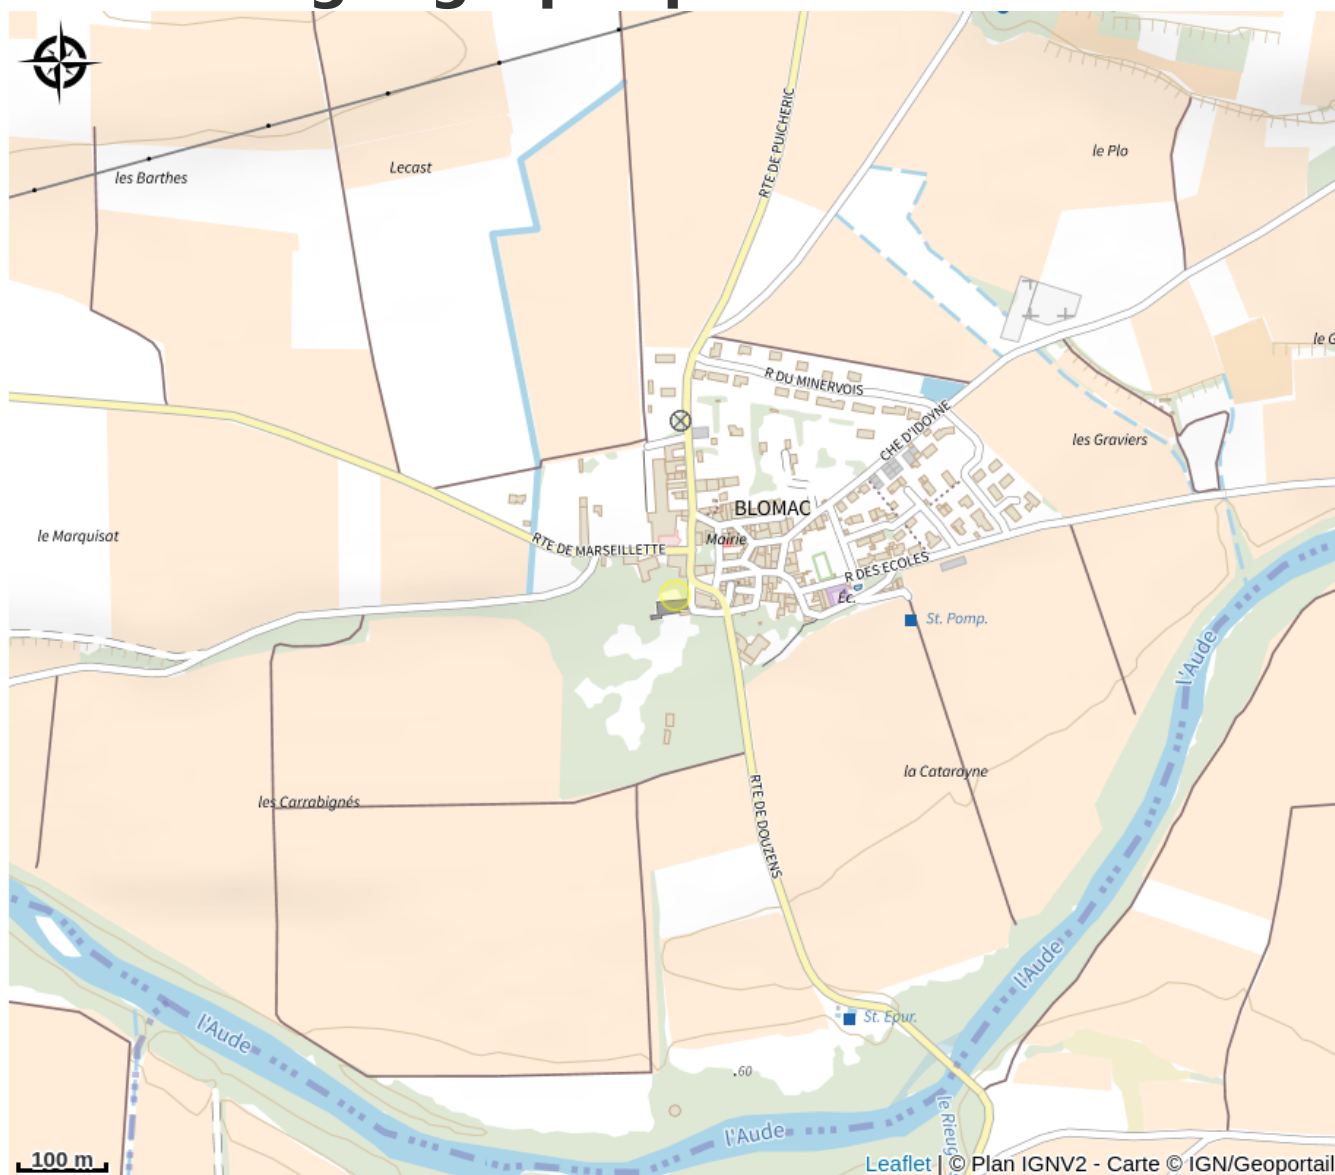 le Plo
Lecast
les Barthes
RTE DE PUICHERIC
le G
R DU MINERVOIS
CHE D'IDOYNE
les Graviers
BLOMAC
le Marquisat
Mairie
RTE DE MARSEILLETTE
R DES ECOLES
Éc.
St. Pomp.
l'Aude
la Catarayne
les Carrabignés
RTE DE DOUZENS
l'Aude
St. Epur.
l'Aude
.60
le Rieug
l'Aude
100 m
Leaflet | © Plan IGNV2 - Carte © IGN/Geoportail